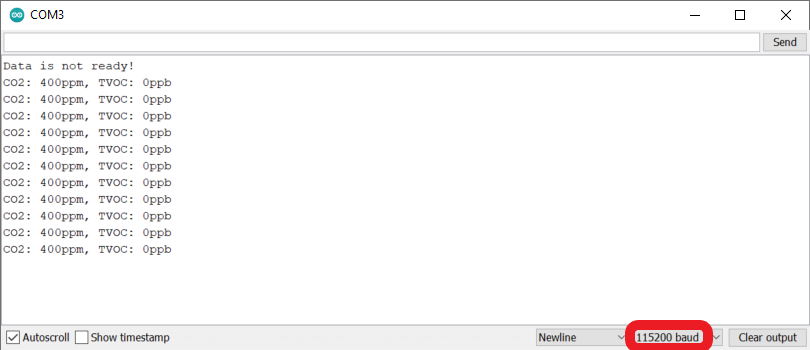 COM3
Send
Data is not ready!
CO2: 400ppm, TVOC: 0ppb
CO2: 400ppm, TVOC: 0ppb
CO2: 400ppm, TVOC: 0ppb
CO2: 400ppm, TVOC: 0ppb
CO2: 400ppm, TVOC: 0ppb
CO2: 400ppm, TVOC: 0ppb
CO2: 400ppm, TVOC: 0ppb
CO2: 400ppm, TVOC: 0ppb
CO2: 400ppm, TVOC: 0ppb
CO2: 400ppm, TVOC: 0ppb
CO2: 400ppm, TVOC: 0ppb
Autoscroll Show timestamp Newline 115200 baud Clear output